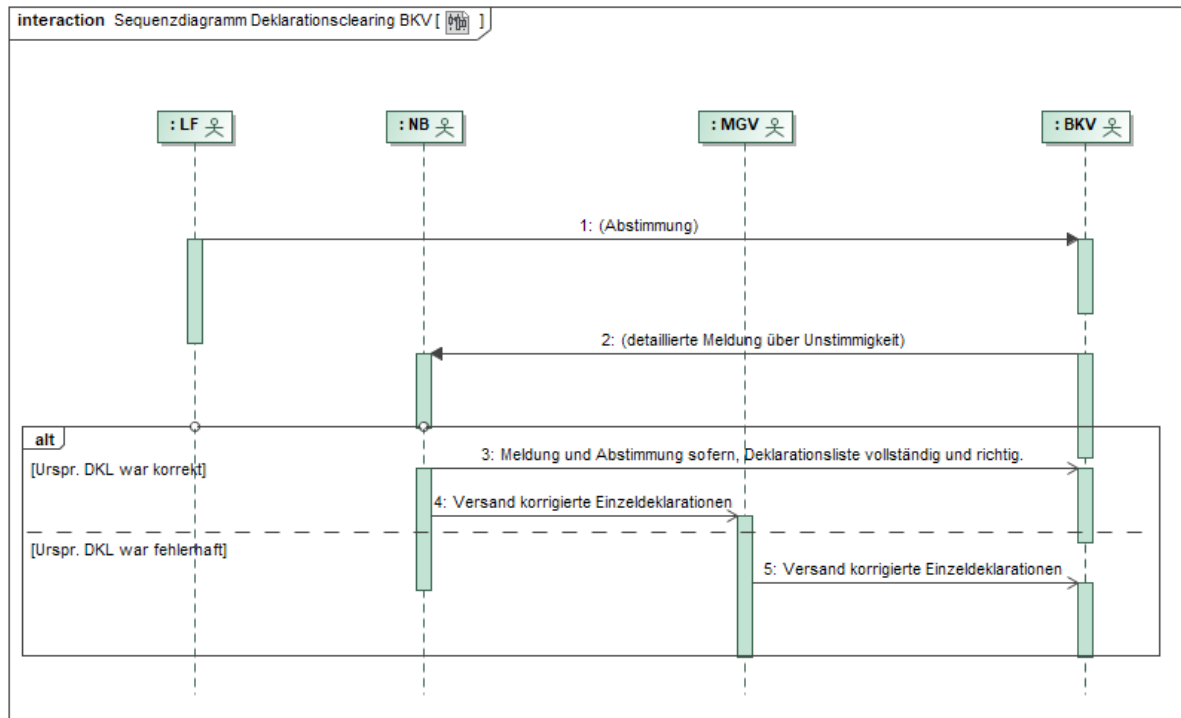 interaction Sequenzdiagramm Deklarationsclearing BKV [ ]
: LF
: NB
: MGV
: BKV
1: (Abstimmung)
2: (detaillierte Meldung über Unstimmigkeit)
alt
[Urspr. DKL war korrekt]
3: Meldung und Abstimmung sofern, Deklarationsliste vollständig und richtig.
4: Versand korrigierte Einzeldeklarationen
[Urspr. DKL war fehlerhaft]
5: Versand korrigierte Einzeldeklarationen